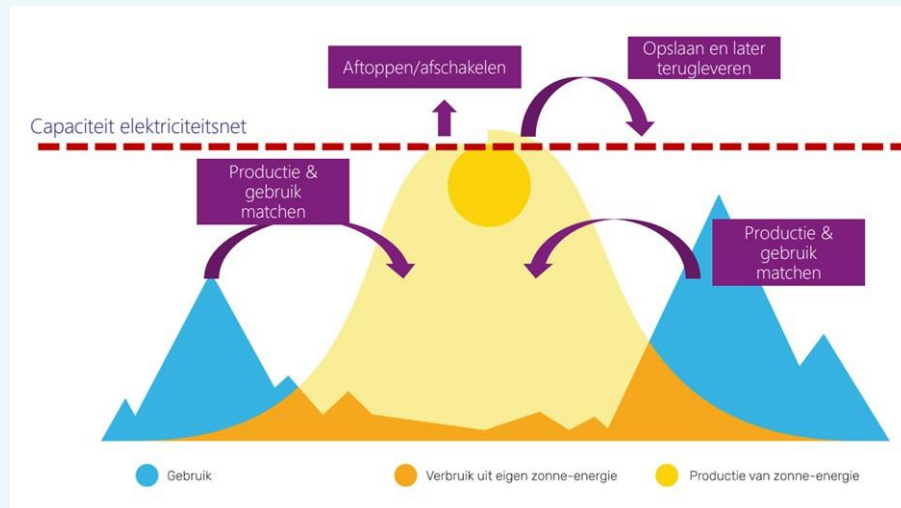 Aftoppen/afschakelen
Opslaan en later
terugleveren
Capaciteit elektriciteitsnet
Productie &
gebruik
matchen
Productie &
gebruik
matchen
Gebruik
Verbruik uit eigen zonne-energie
Productie van zonne-energie